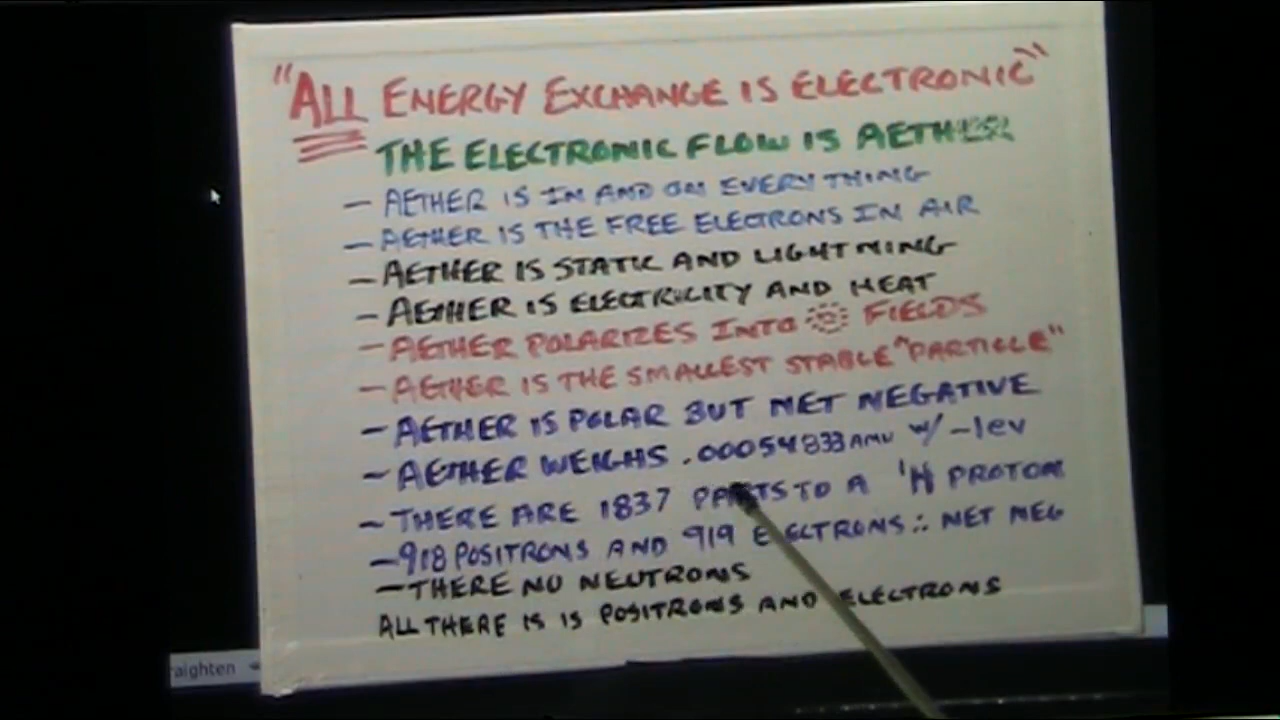 "ALL ENERGY EXCHANGE IS ELECTRONIC"
THE ELECTRONIC FLOW IS AETHER
- AETHER IS IN AND ON EVERY THING
- AETHER IS THE FREE ELECTRONS IN AIR
- AETHER IS STATIC AND LIGHTNING
- AETHER IS ELECTRICITY AND HEAT
- AETHER POLARIZES INTO FIELDS
- AETHER IS THE SMALLEST STABLE "PARTICLE"
- AETHER IS POLAR BUT NET NEGATIVE
- AETHER WEIGHS .00054833 AMU W/ -1eV
- THERE ARE 1837 PARTS TO A 'H PROTON
- 918 POSITRONS AND 919 ELECTRONS ∴ NET NEG
- THERE NO NEUTRONS
ALL THERE IS IS POSITRONS AND ELECTRONS
raighten